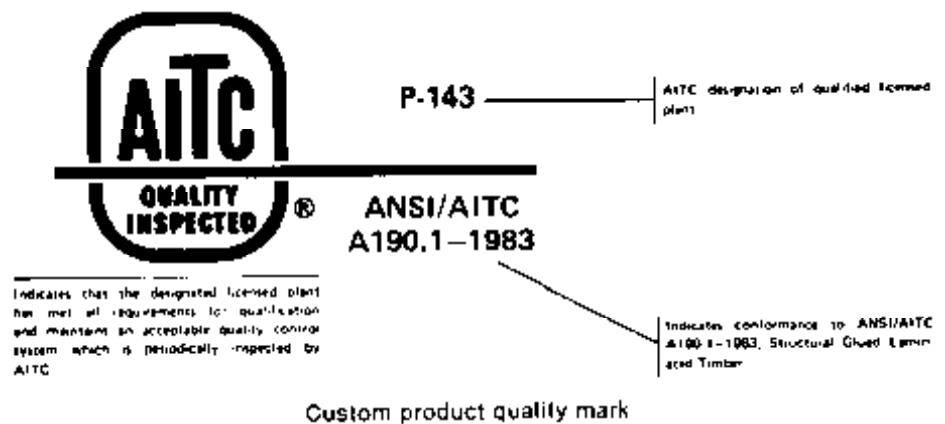 AITC
QUALITY
INSPECTED
®
P-143
AITC designation of qualified licensed
plant
ANSI/AITC
A190.1–1983
Indicates that the designated licensed plant
has met all requirements for qualification
and maintains an acceptable quality control
system which is periodically inspected by
AITC
Indicates conformance to ANSI/AITC
A190.1–1983, Structural Glued Lamin-
ated Timber
Custom product quality mark